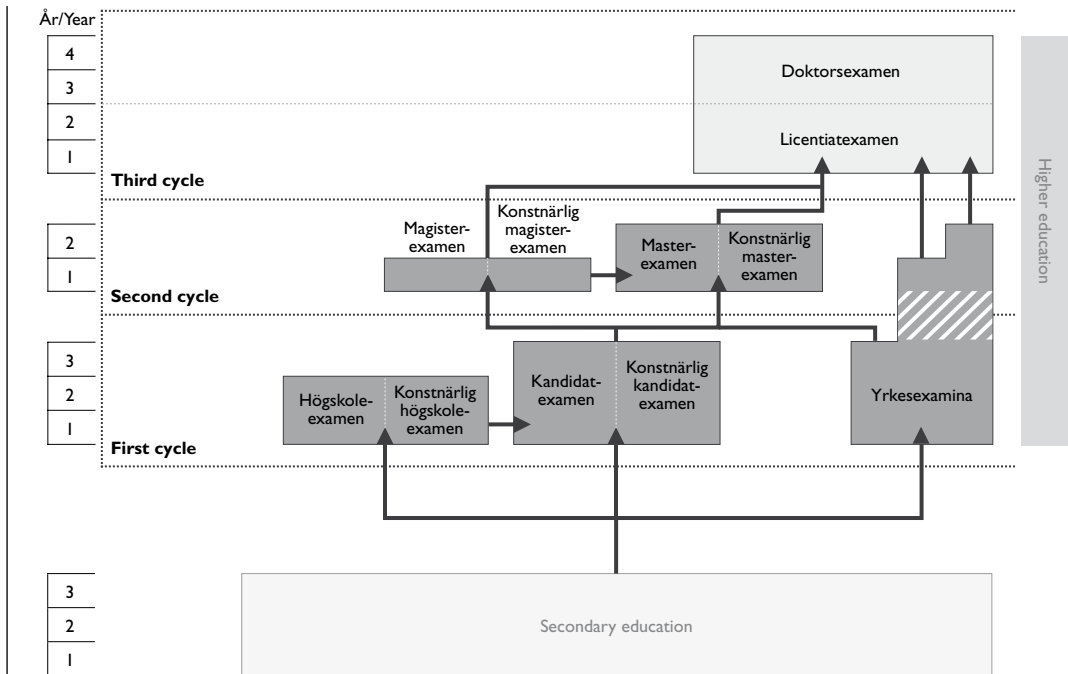 År/Year
4
Doktorsexamen
3
2
Licentiatexamen
1
Third cycle
Higher education
Magister-
examen
Konstnärlig
magister-
examen
2
Master-
examen
Konstnärlig
master-
examen
1
Second cycle
3
Kandidat-
examen
Konstnärlig
kandidat-
examen
Högskole-
examen
Konstnärlig
högskole-
examen
2
Yrkesexamina
1
First cycle
3
2
Secondary education
1